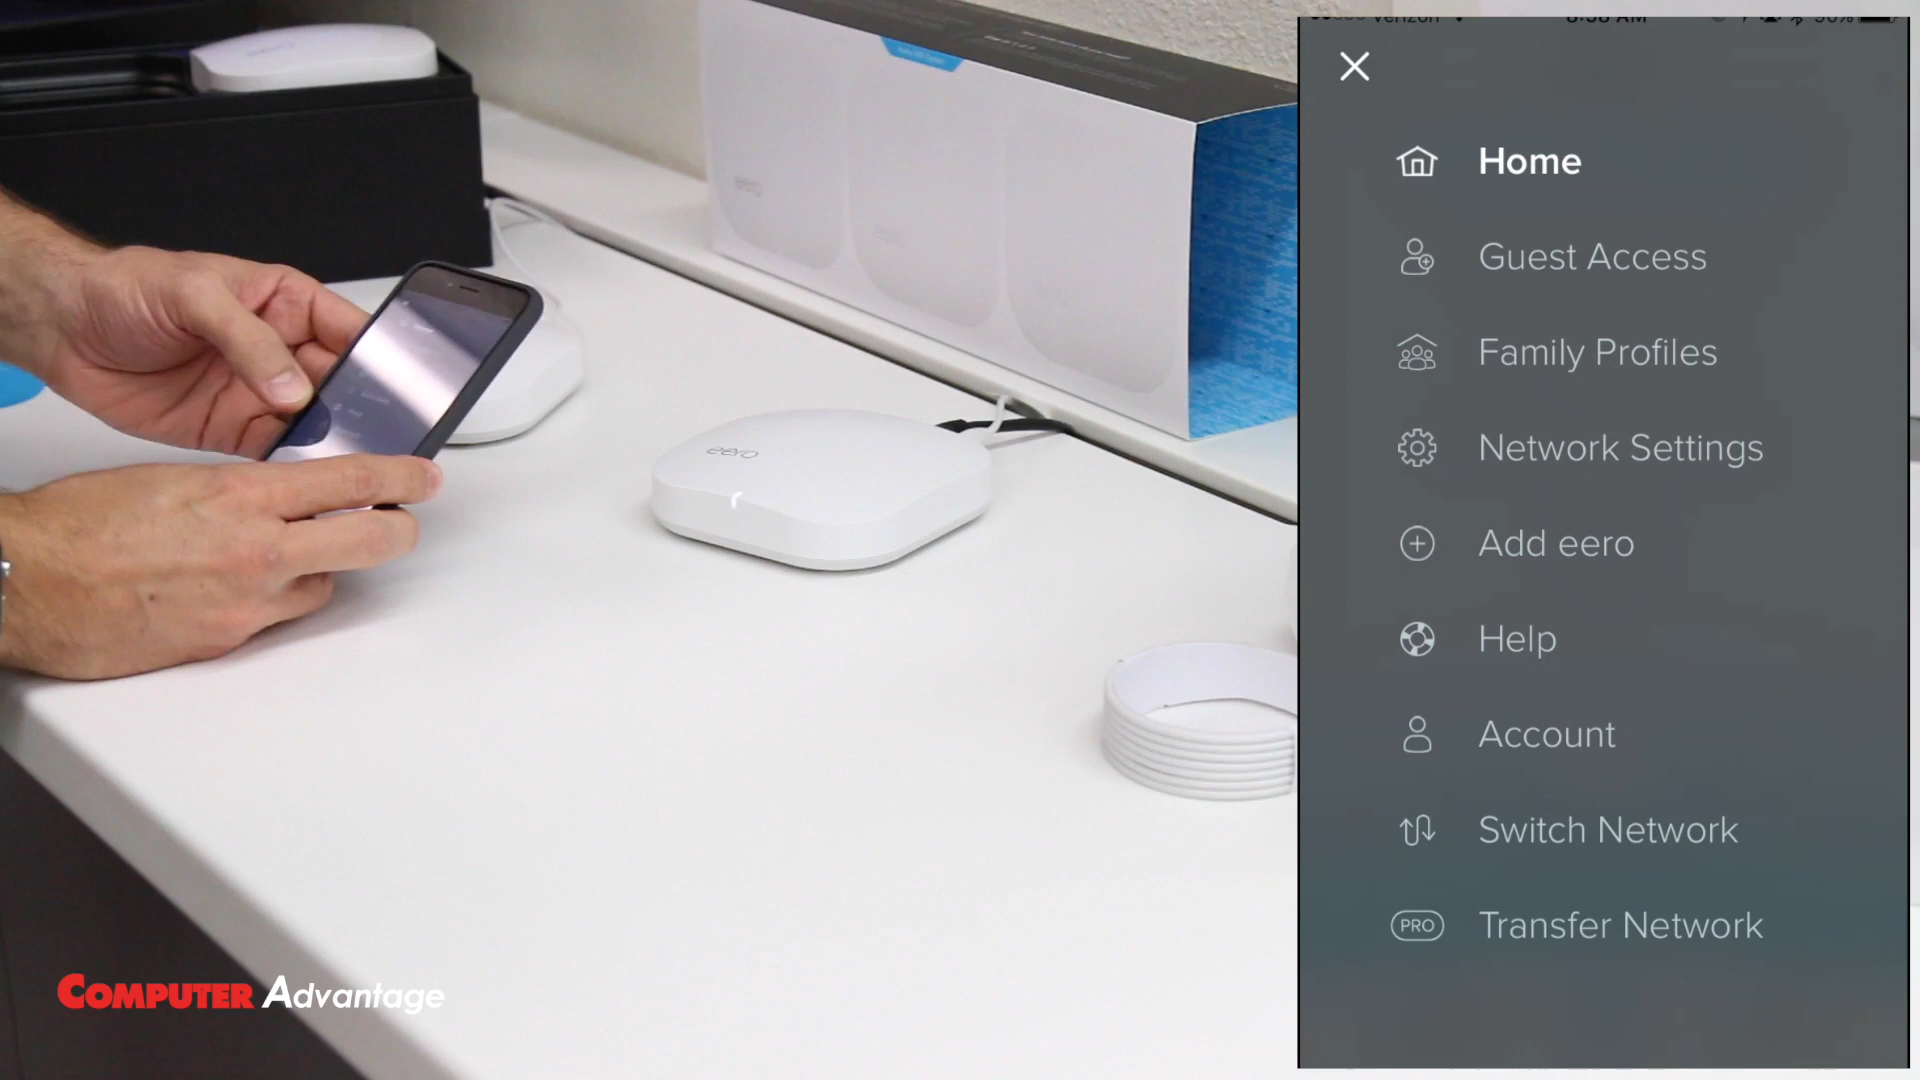 Home
Guest Access
Family Profiles
Network Settings
Add eero
Help
Account
Switch Network
PRO Transfer Network
eero
eero
COMPUTER Advantage